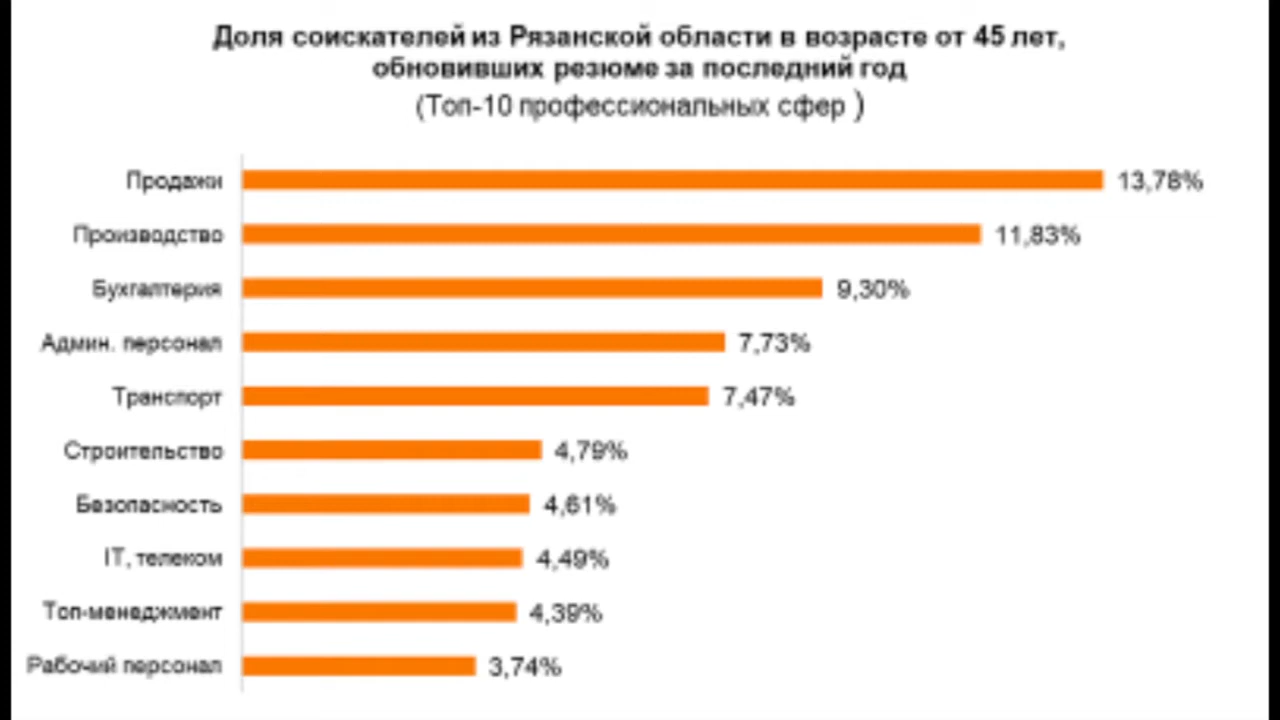 Доля соискателей из Рязанской области в возрасте от 45 лет,
обновивших резюме за последний год
(Топ-10 профессиональных сфер )
Продажи 13,78%
Производство 11,83%
Бухгалтерия 9,30%
Админ. персонал 7,73%
Транспорт 7,47%
Строительство 4,79%
Безопасность 4,61%
IT, телеком 4,49%
Топ-менеджмент 4,39%
Рабочий персонал 3,74%